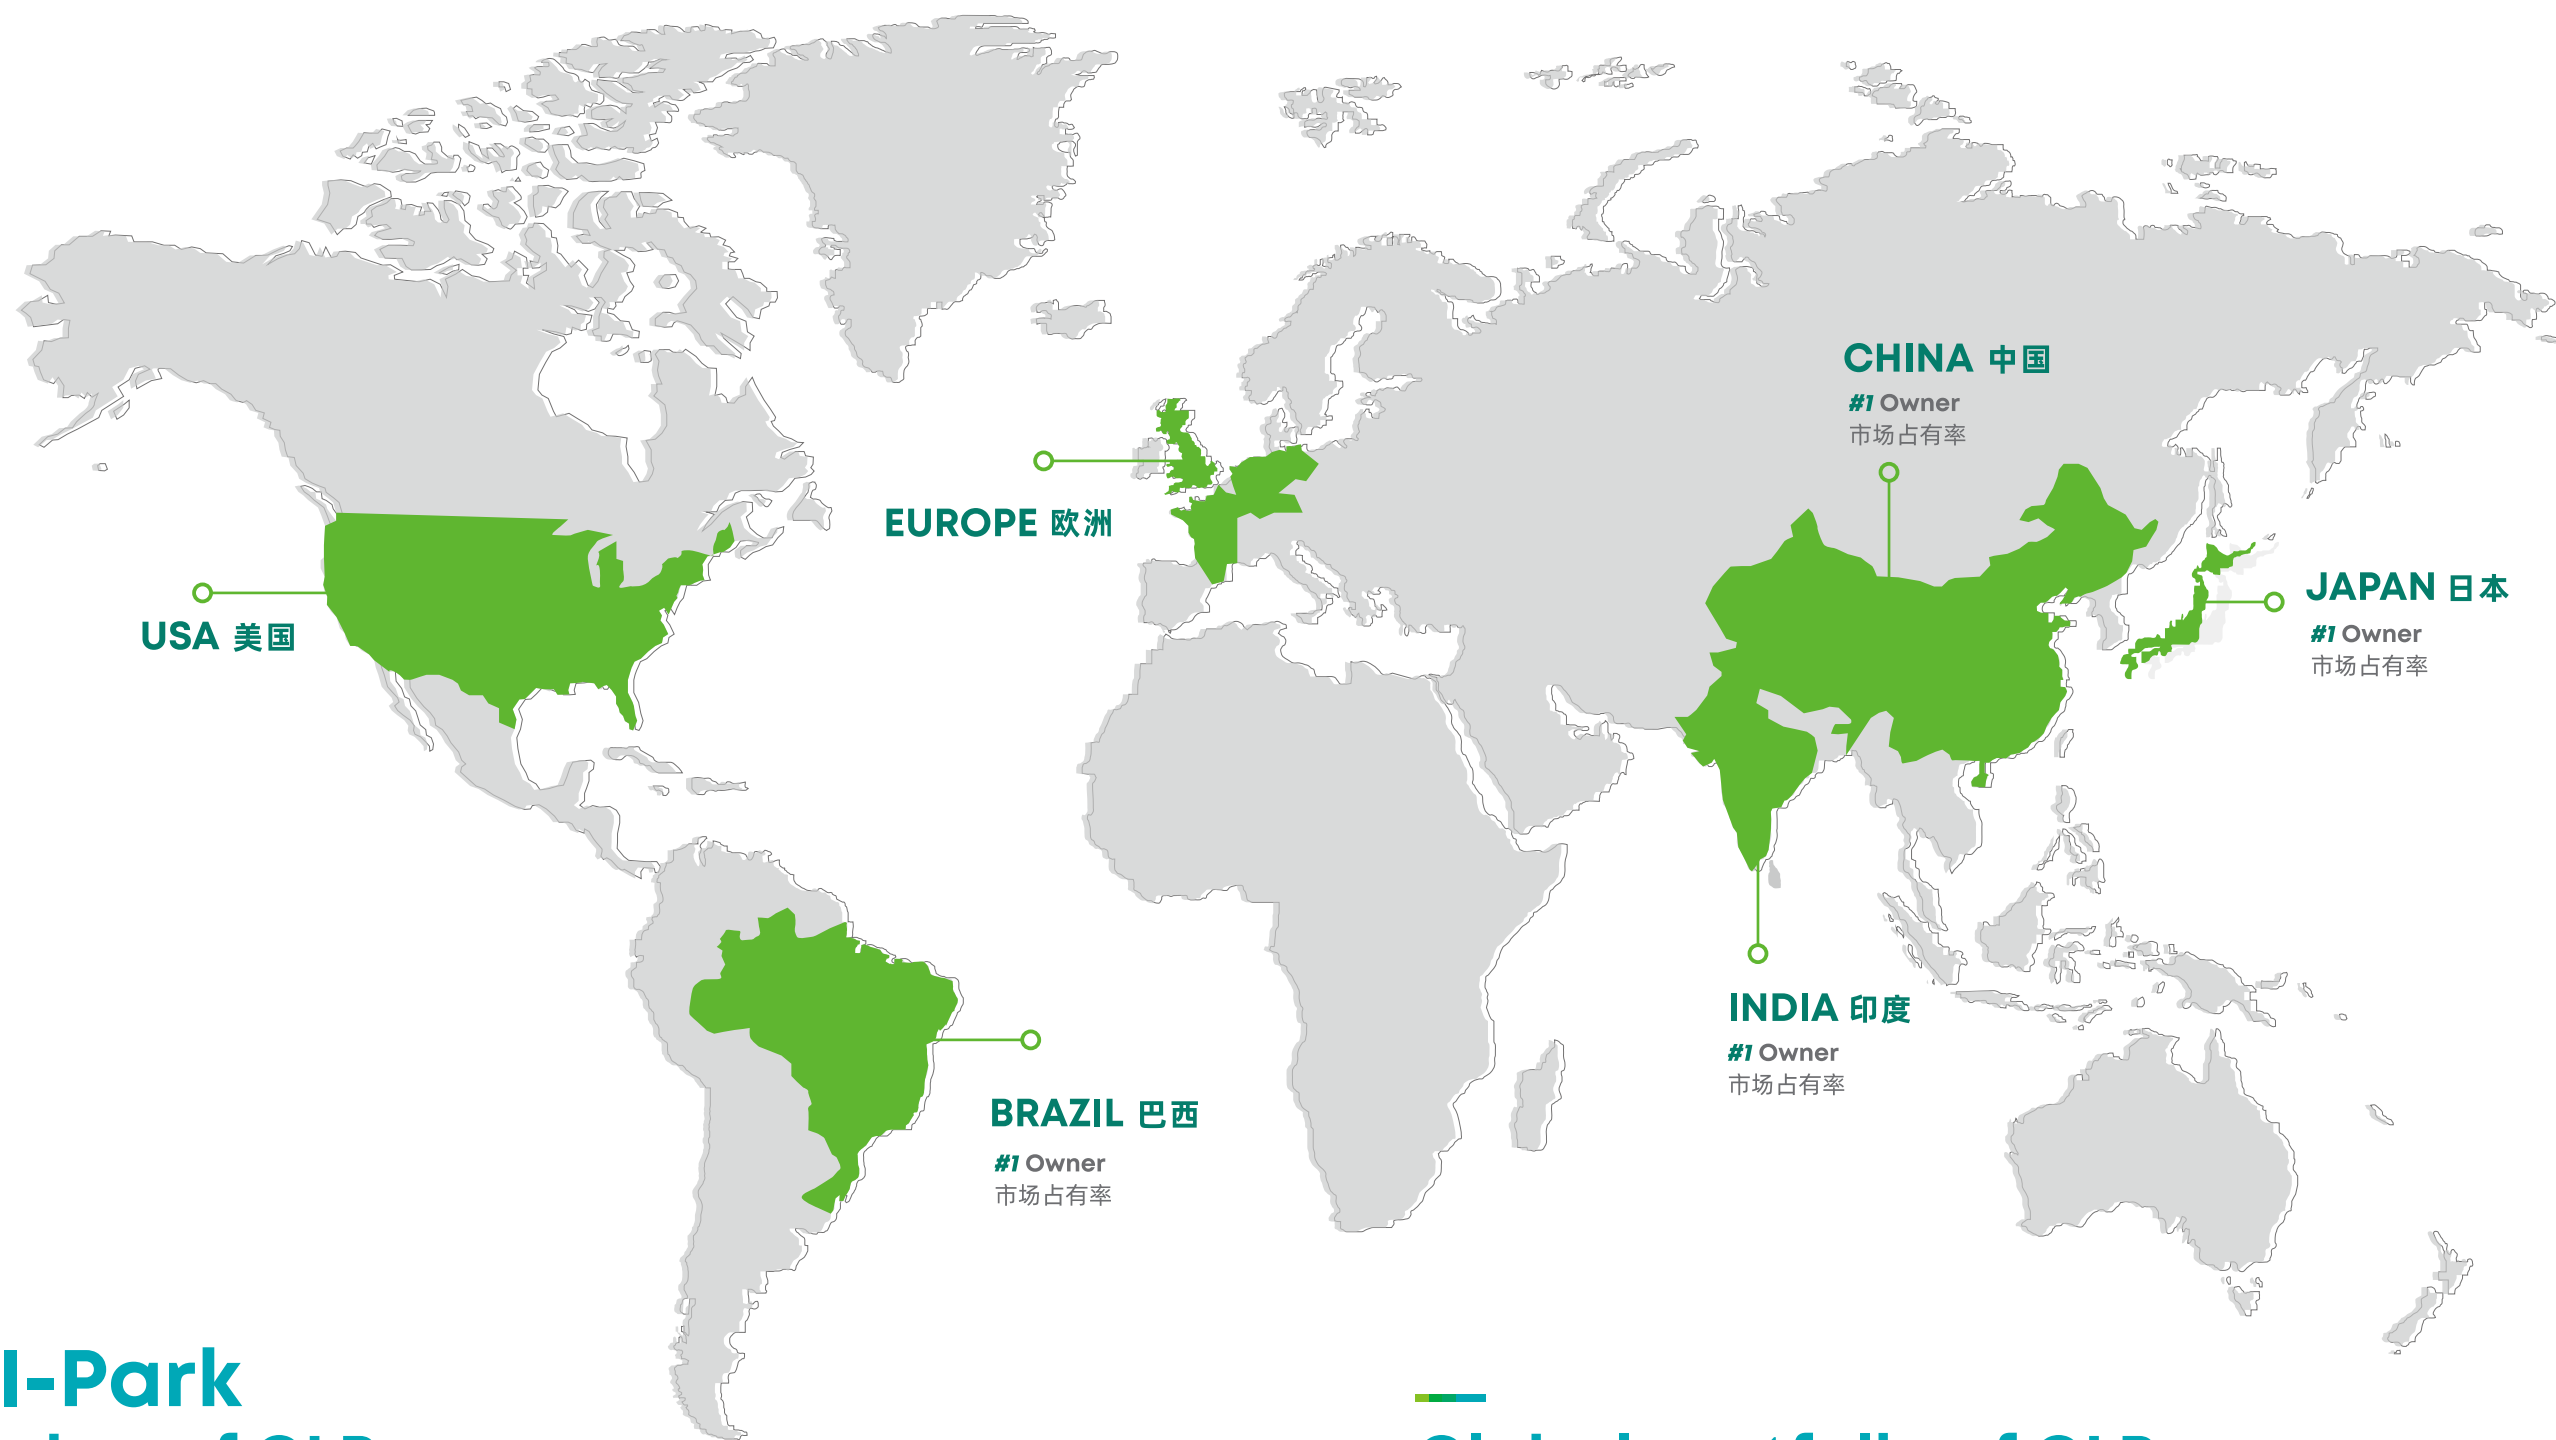 CHINA 中国
#1 Owner
市场占有率
EUROPE 欧洲
JAPAN 日本
#1 Owner
市场占有率
USA 美国
INDIA 印度
#1 Owner
市场占有率
BRAZIL 巴西
#1 Owner
市场占有率
I-Park